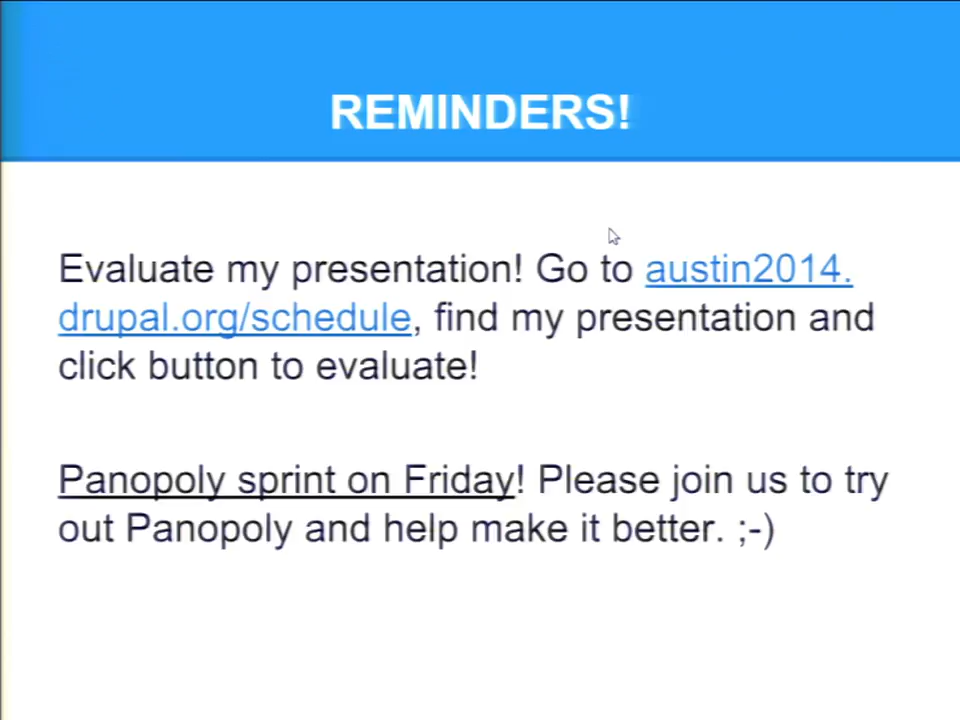 REMINDERS!
Evaluate my presentation! Go to austin2014.
drupal.org/schedule, find my presentation and
click button to evaluate!
Panopoly sprint on Friday! Please join us to try
out Panopoly and help make it better. ;-)